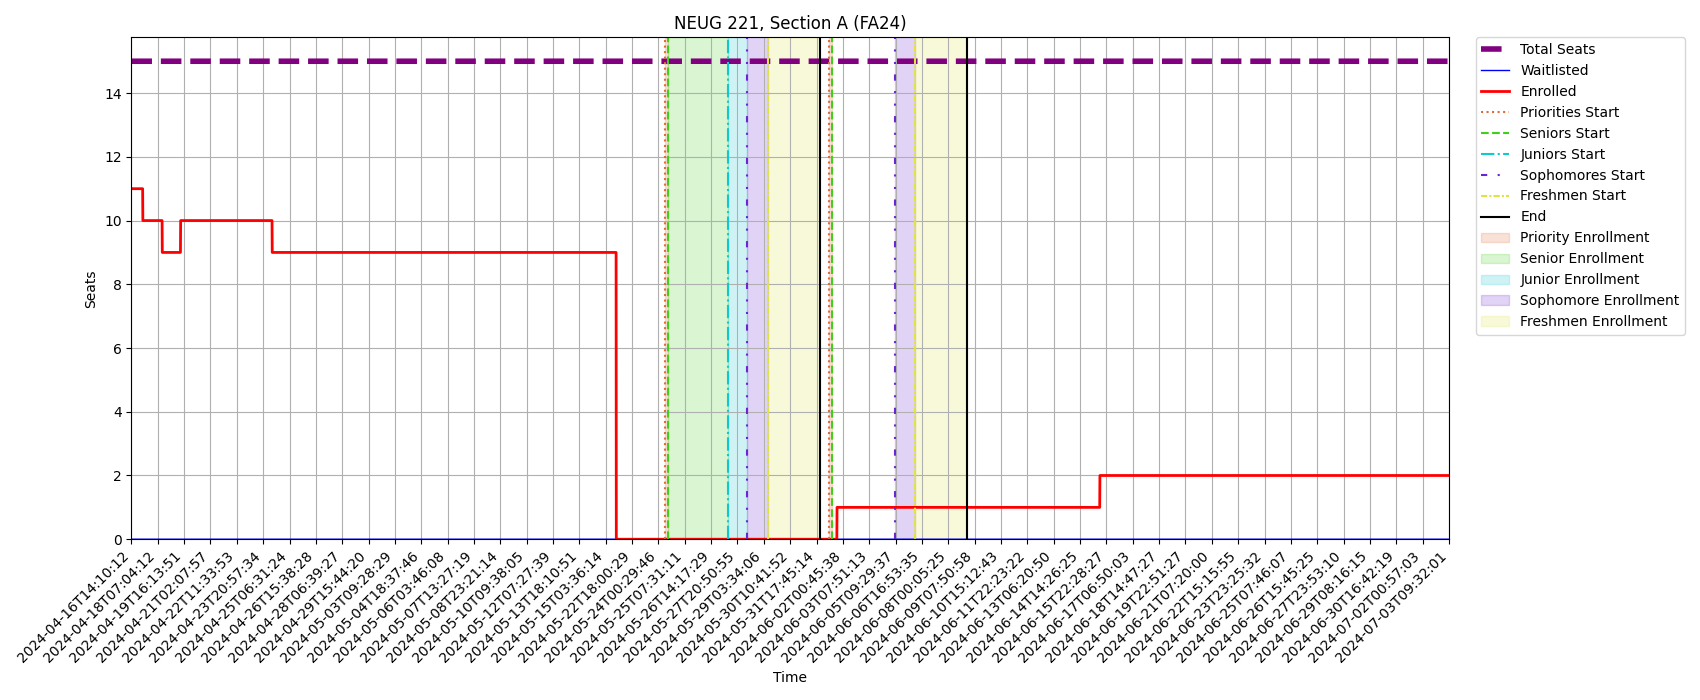 NEUG 221, Section A (FA24)
Total Seats
Waitlisted
Enrolled
Priorities Start
Seniors Start
Juniors Start
Sophomores Start
Freshmen Start
End
Priority Enrollment
Senior Enrollment
Junior Enrollment
Sophomore Enrollment
Freshmen Enrollment
Seats
14
12
10
8
6
4
2
0
2024-04-16T14:10:12
2024-04-18T07:04:12
2024-04-19T16:13:51
2024-04-21T02:07:57
2024-04-22T11:33:53
2024-04-23T20:57:34
2024-04-25T06:31:24
2024-04-26T15:38:28
2024-04-28T06:39:27
2024-04-29T15:44:20
2024-05-03T09:28:29
2024-05-04T18:37:46
2024-05-06T03:46:08
2024-05-07T13:27:19
2024-05-08T23:21:14
2024-05-10T09:38:05
2024-05-12T07:27:39
2024-05-13T18:10:51
2024-05-15T03:36:14
2024-05-22T18:00:29
2024-05-24T00:29:46
2024-05-25T07:31:11
2024-05-26T14:17:29
2024-05-27T20:50:55
2024-05-29T03:34:06
2024-05-30T10:41:52
2024-05-31T17:45:14
2024-06-02T00:45:38
2024-06-03T07:51:13
2024-06-05T09:29:37
2024-06-06T16:53:35
2024-06-08T00:05:25
2024-06-09T07:50:58
2024-06-10T15:12:43
2024-06-11T22:23:22
2024-06-13T06:20:50
2024-06-14T14:26:25
2024-06-15T22:28:27
2024-06-17T06:50:03
2024-06-18T14:47:27
2024-06-19T22:51:27
2024-06-21T07:20:00
2024-06-22T15:15:55
2024-06-23T23:25:32
2024-06-25T07:46:07
2024-06-26T15:45:25
2024-06-27T23:53:10
2024-06-29T08:16:15
2024-06-30T16:42:19
2024-07-02T00:57:03
2024-07-03T09:32:01
Time